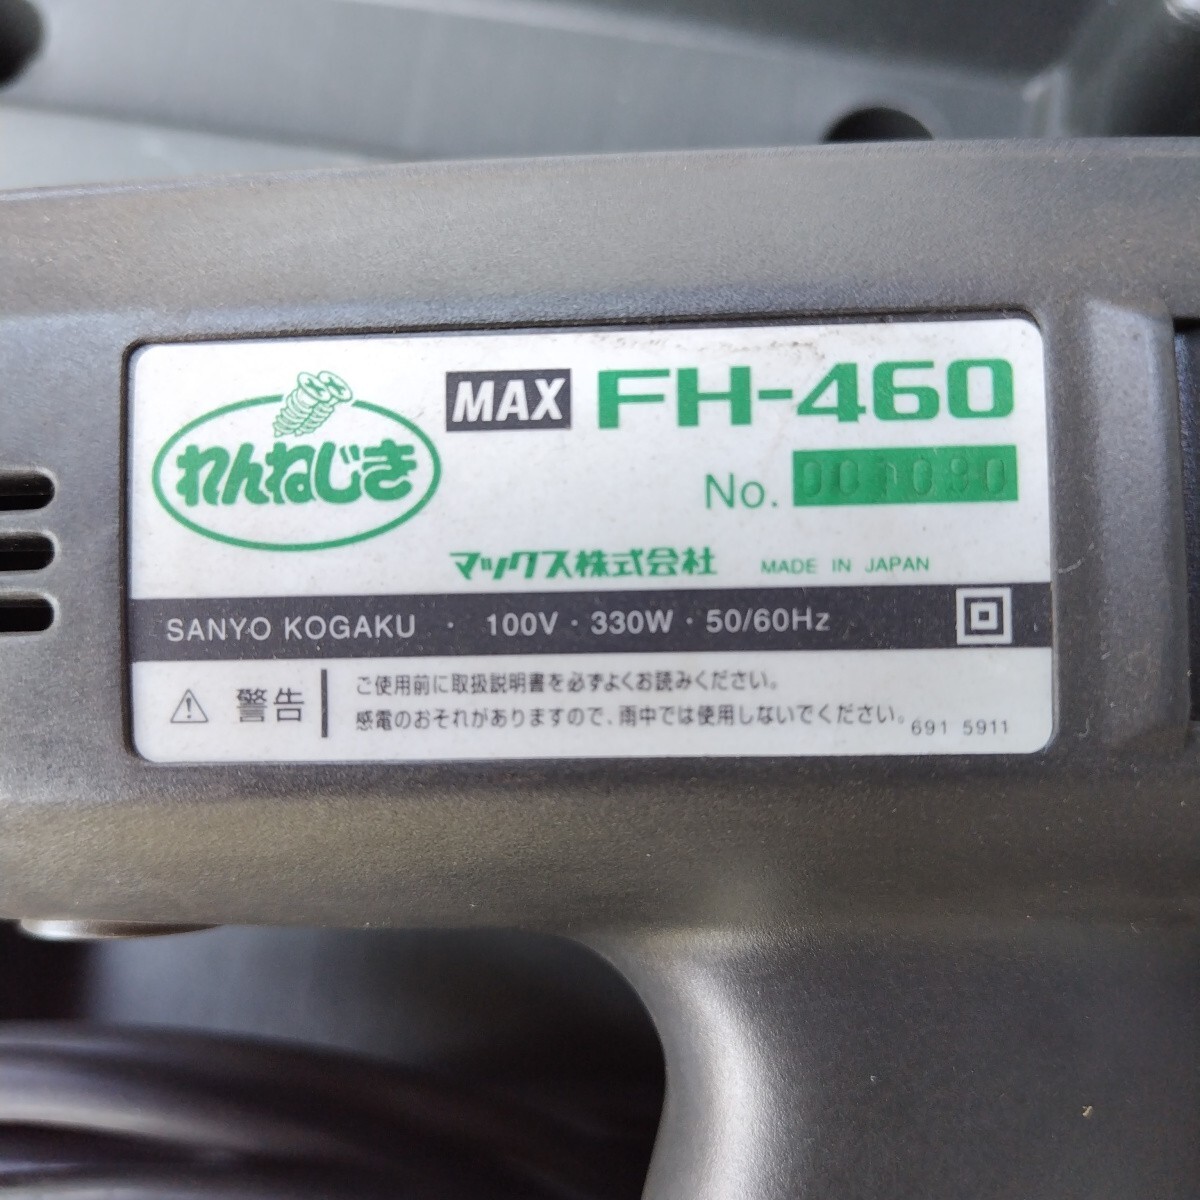 れんねじき
MAX FH-460
No.
マックス株式会社 MADE IN JAPAN
SANYO KOGAKU · 100V · 330W · 50/60Hz
警告
ご使用前に取扱説明書を必ずよくお読みください。
感電のおそれがありますので、雨中では使用しないでください。
691 5911